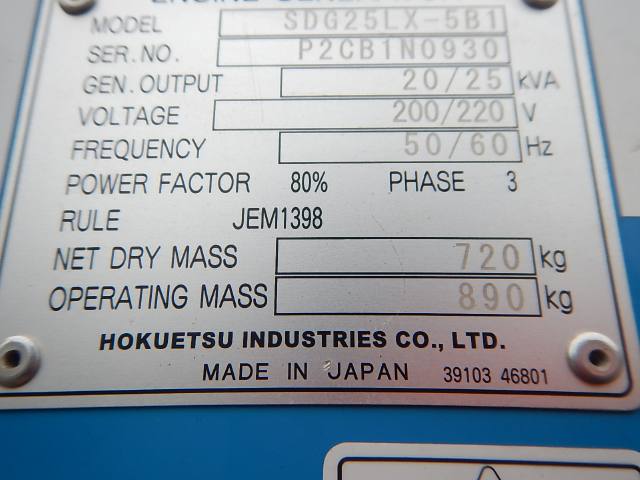 ENGINE GENERATOR
MODEL SDG25LX-5B1
SER.NO. P2CB1N0930
GEN.OUTPUT 20/25 KVA
VOLTAGE 200/220 V
FREQUENCY 50/60 Hz
POWER FACTOR 80% PHASE 3
RULE JEM1398
NET DRY MASS 720 kg
OPERATING MASS 890 kg
HOKUETSU INDUSTRIES CO., LTD.
MADE IN JAPAN 39103 46801